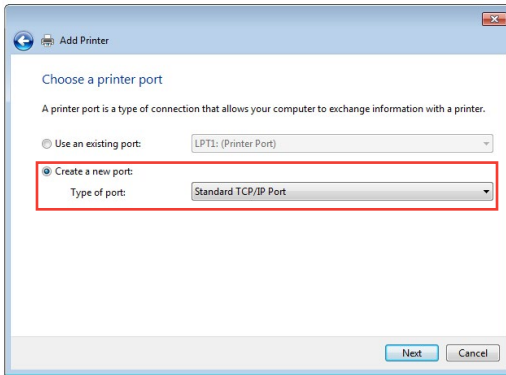 Add Printer
Choose a printer port
A printer port is a type of connection that allows your computer to exchange information with a printer.
Use an existing port: LPT1: (Printer Port)
Create a new port:
Type of port: Standard TCP/IP Port
Next Cancel